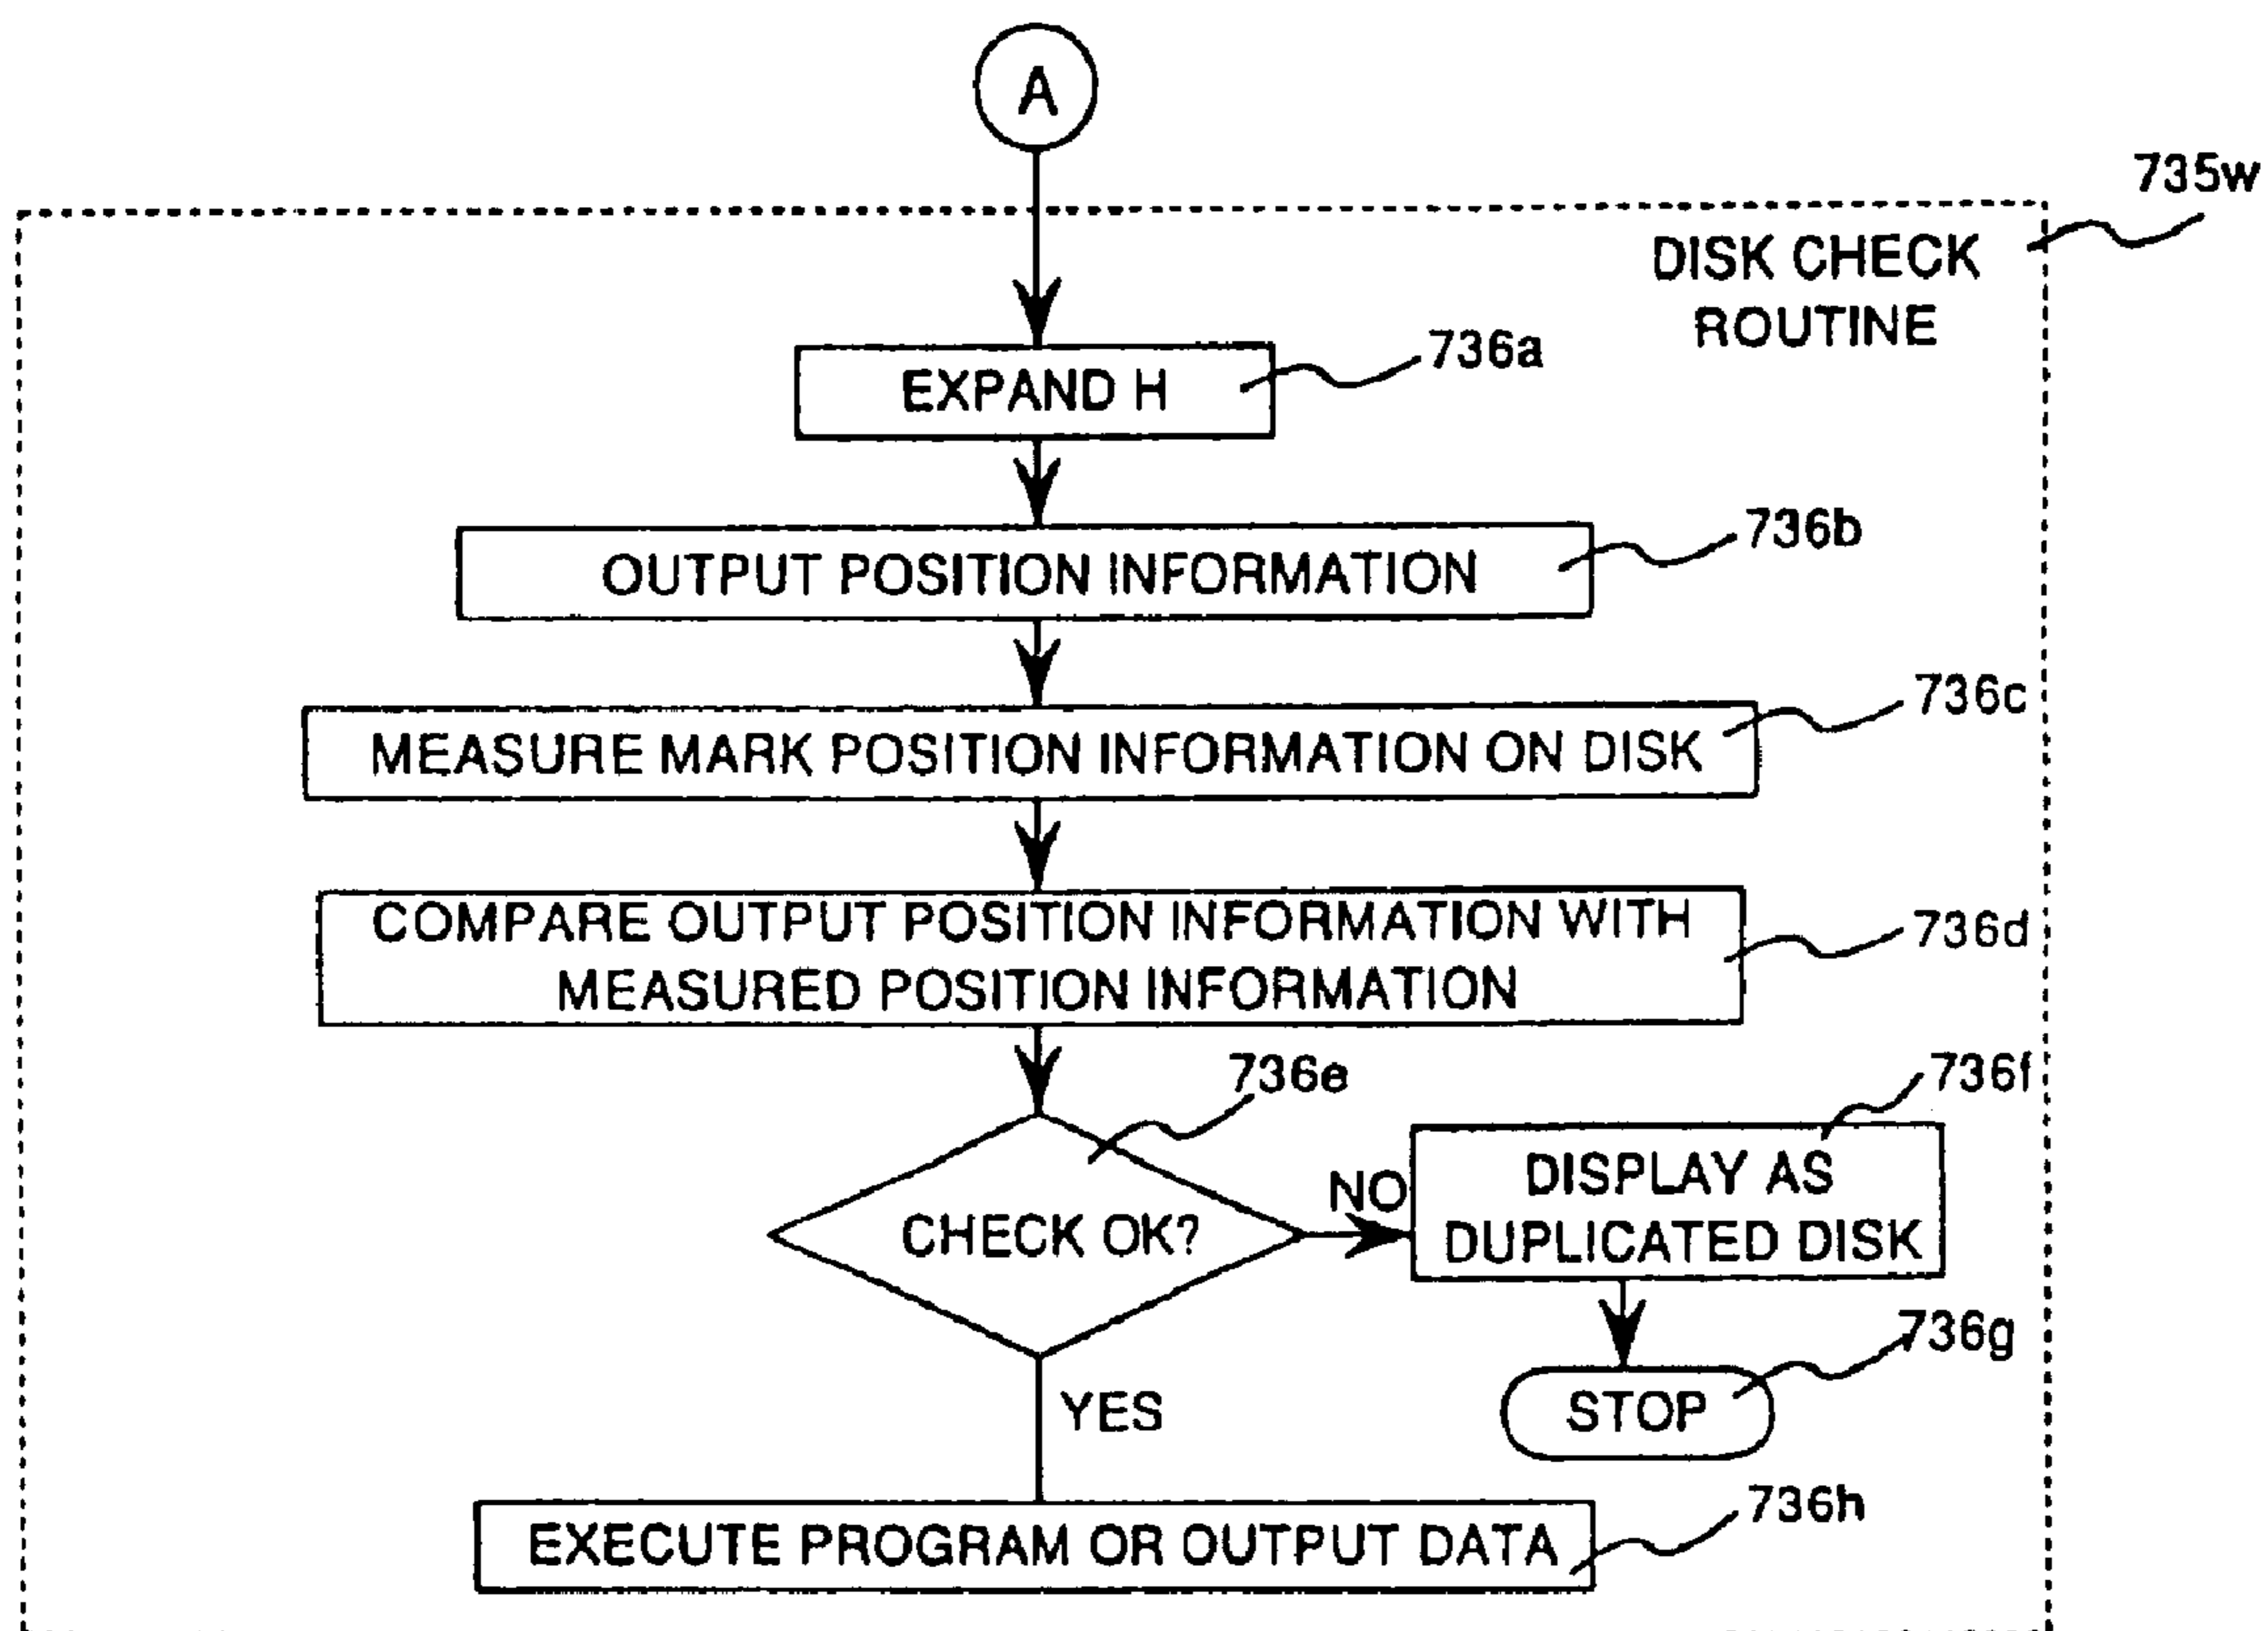 A
735w
DISK CHECK
ROUTINE
736a
EXPAND H
736b
OUTPUT POSITION INFORMATION
736c
MEASURE MARK POSITION INFORMATION ON DISK
COMPARE OUTPUT POSITION INFORMATION WITH
MEASURED POSITION INFORMATION
736d
736e
736f
NO
DISPLAY AS
DUPLICATED DISK
CHECK OK?
736g
STOP
YES
736h
EXECUTE PROGRAM OR OUTPUT DATA